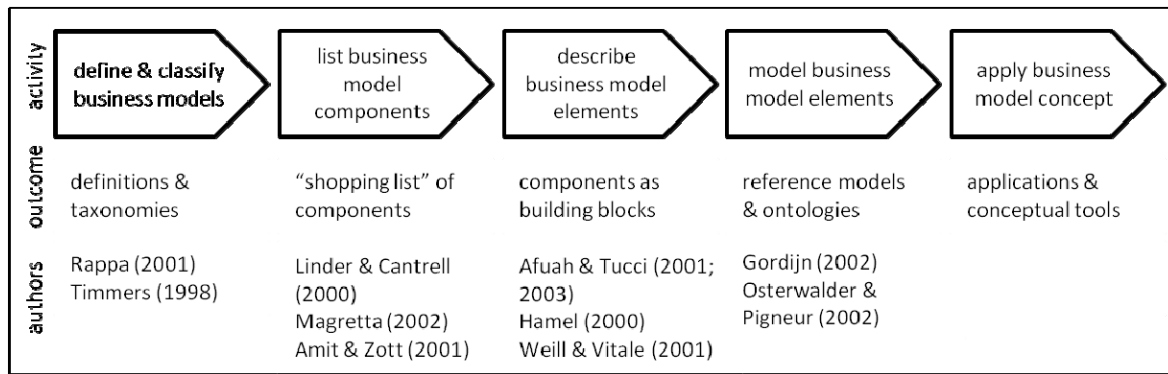 activity
define & classify
business models
list business
model
components
describe
business model
elements
model business
model elements
apply business
model concept
outcome
definitions &
taxonomies
“shopping list” of
components
components as
building blocks
reference models
& ontologies
applications &
conceptual tools
authors
Rappa (2001)
Timmers (1998)
Linder & Cantrell
(2000)
Magretta (2002)
Amit & Zott (2001)
Afuah & Tucci (2001;
2003)
Hamel (2000)
Weill & Vitale (2001)
Gordijn (2002)
Osterwalder &
Pigneur (2002)